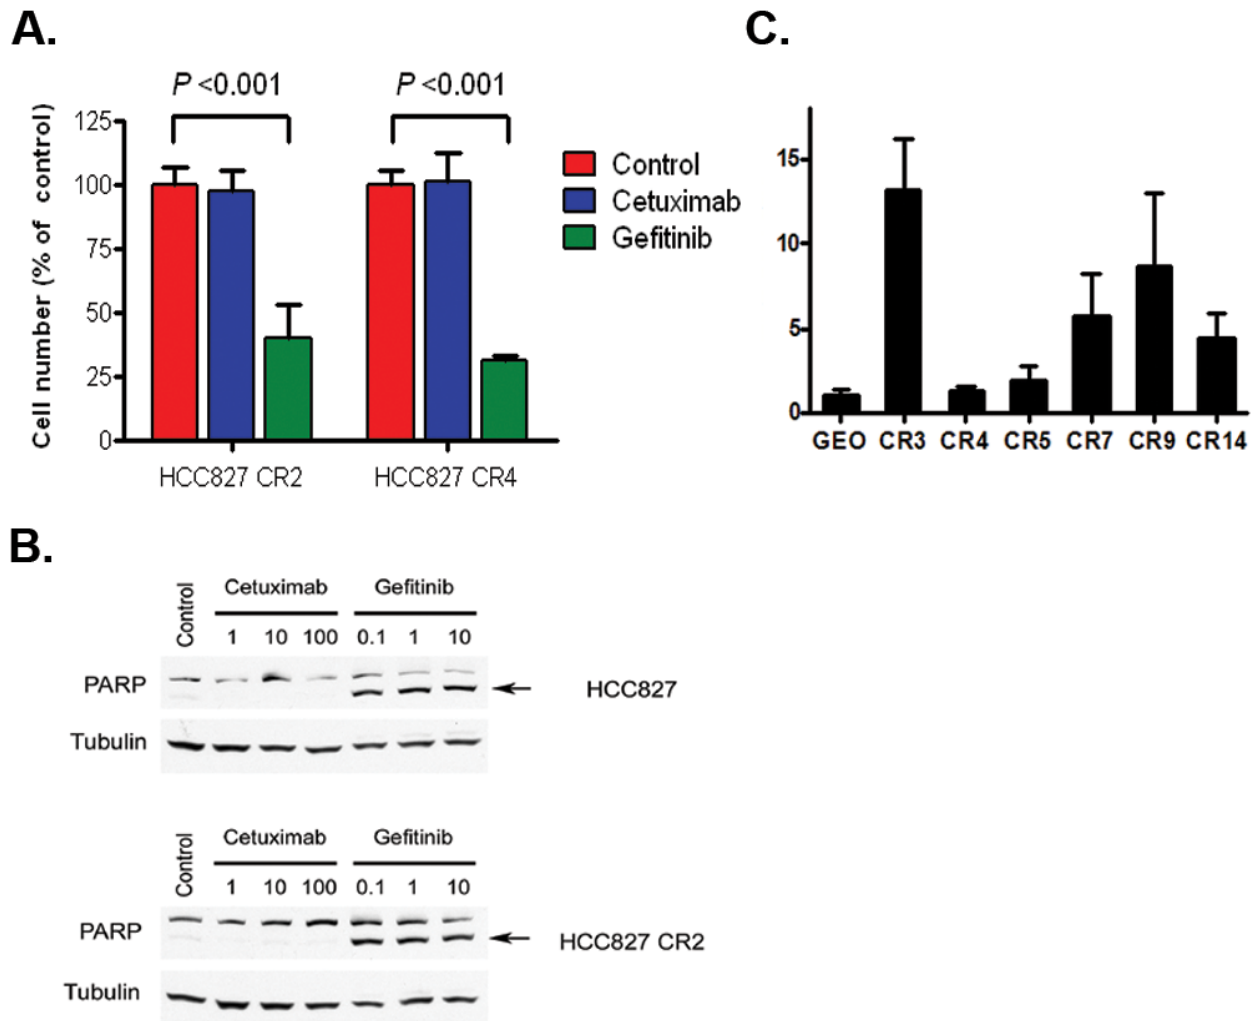 A.
P <0.001
P <0.001
Cell number (% of control)
125
100
75
50
25
0
HCC827 CR2
HCC827 CR4
Control
Cetuximab
Gefitinib
C.
15
10
5
0
GEO CR3 CR4 CR5 CR7 CR9 CR14
B.
Control
Cetuximab
Gefitinib
1 10 100 0.1 1 10
PARP
HCC827
Tubulin
Control
Cetuximab
Gefitinib
1 10 100 0.1 1 10
PARP
HCC827 CR2
Tubulin